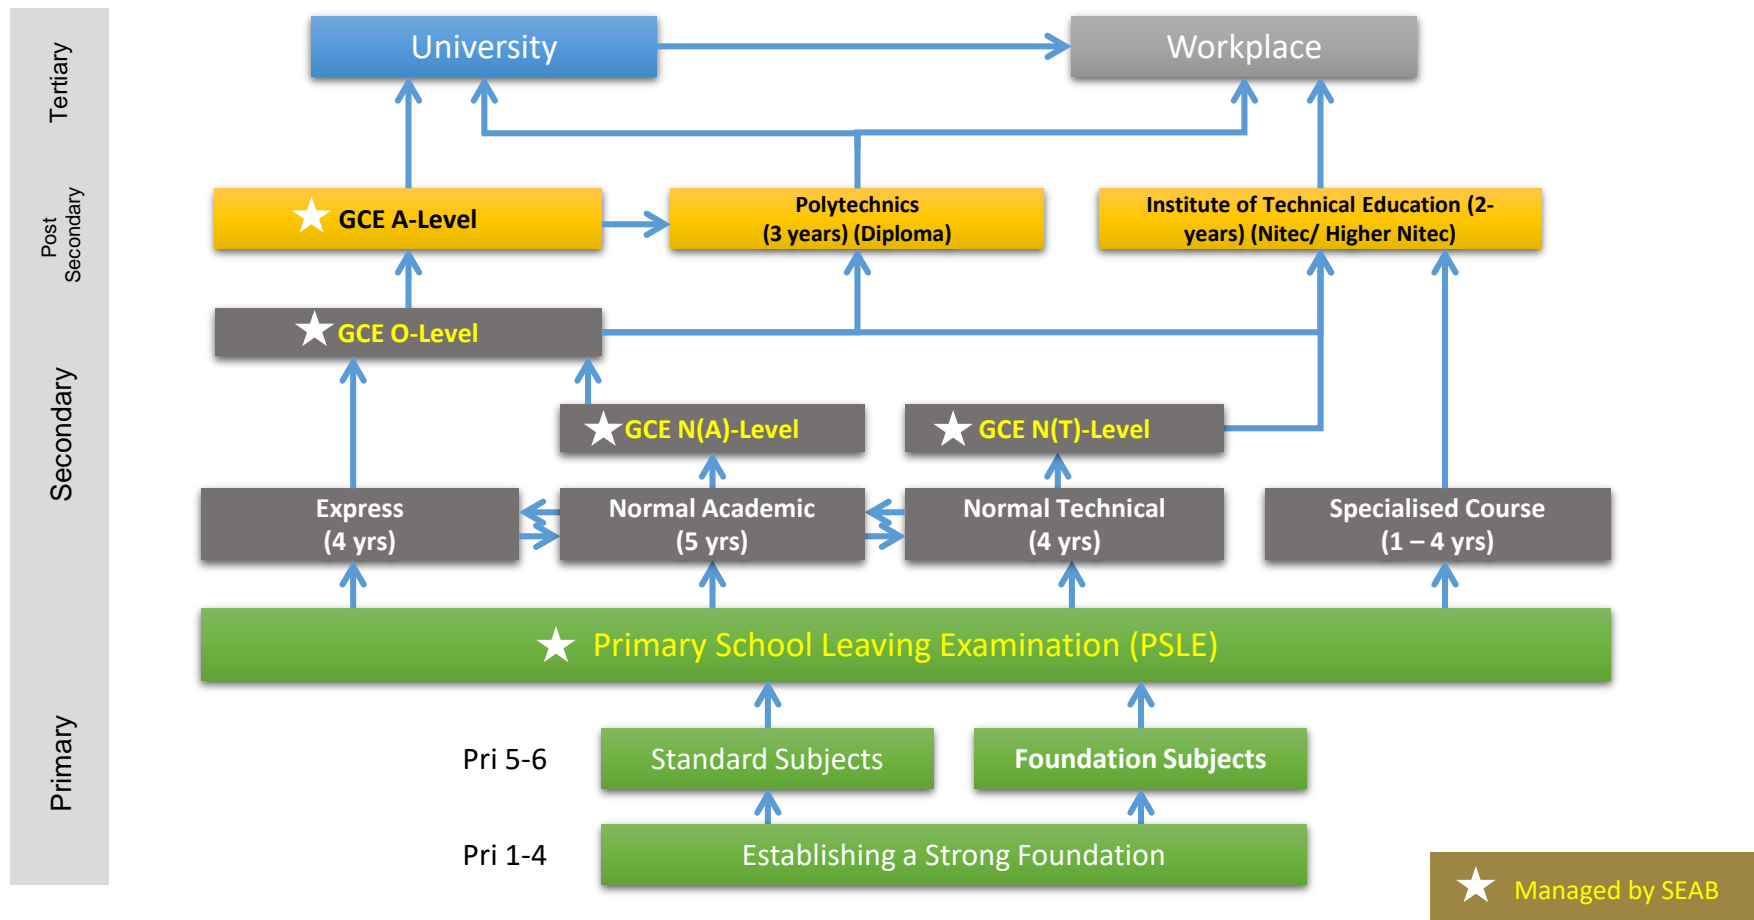 Tertiary
University
Workplace
Post
Secondary
GCE A-Level
Polytechnics
(3 years) (Diploma)
Institute of Technical Education (2-
years) (Nitec/ Higher Nitec)
Secondary
GCE O-Level
GCE N(A)-Level
GCE N(T)-Level
Express
(4 yrs)
Normal Academic
(5 yrs)
Normal Technical
(4 yrs)
Specialised Course
(1 – 4 yrs)
Primary
Primary School Leaving Examination (PSLE)
Pri 5-6
Standard Subjects
Foundation Subjects
Pri 1-4
Establishing a Strong Foundation
Managed by SEAB